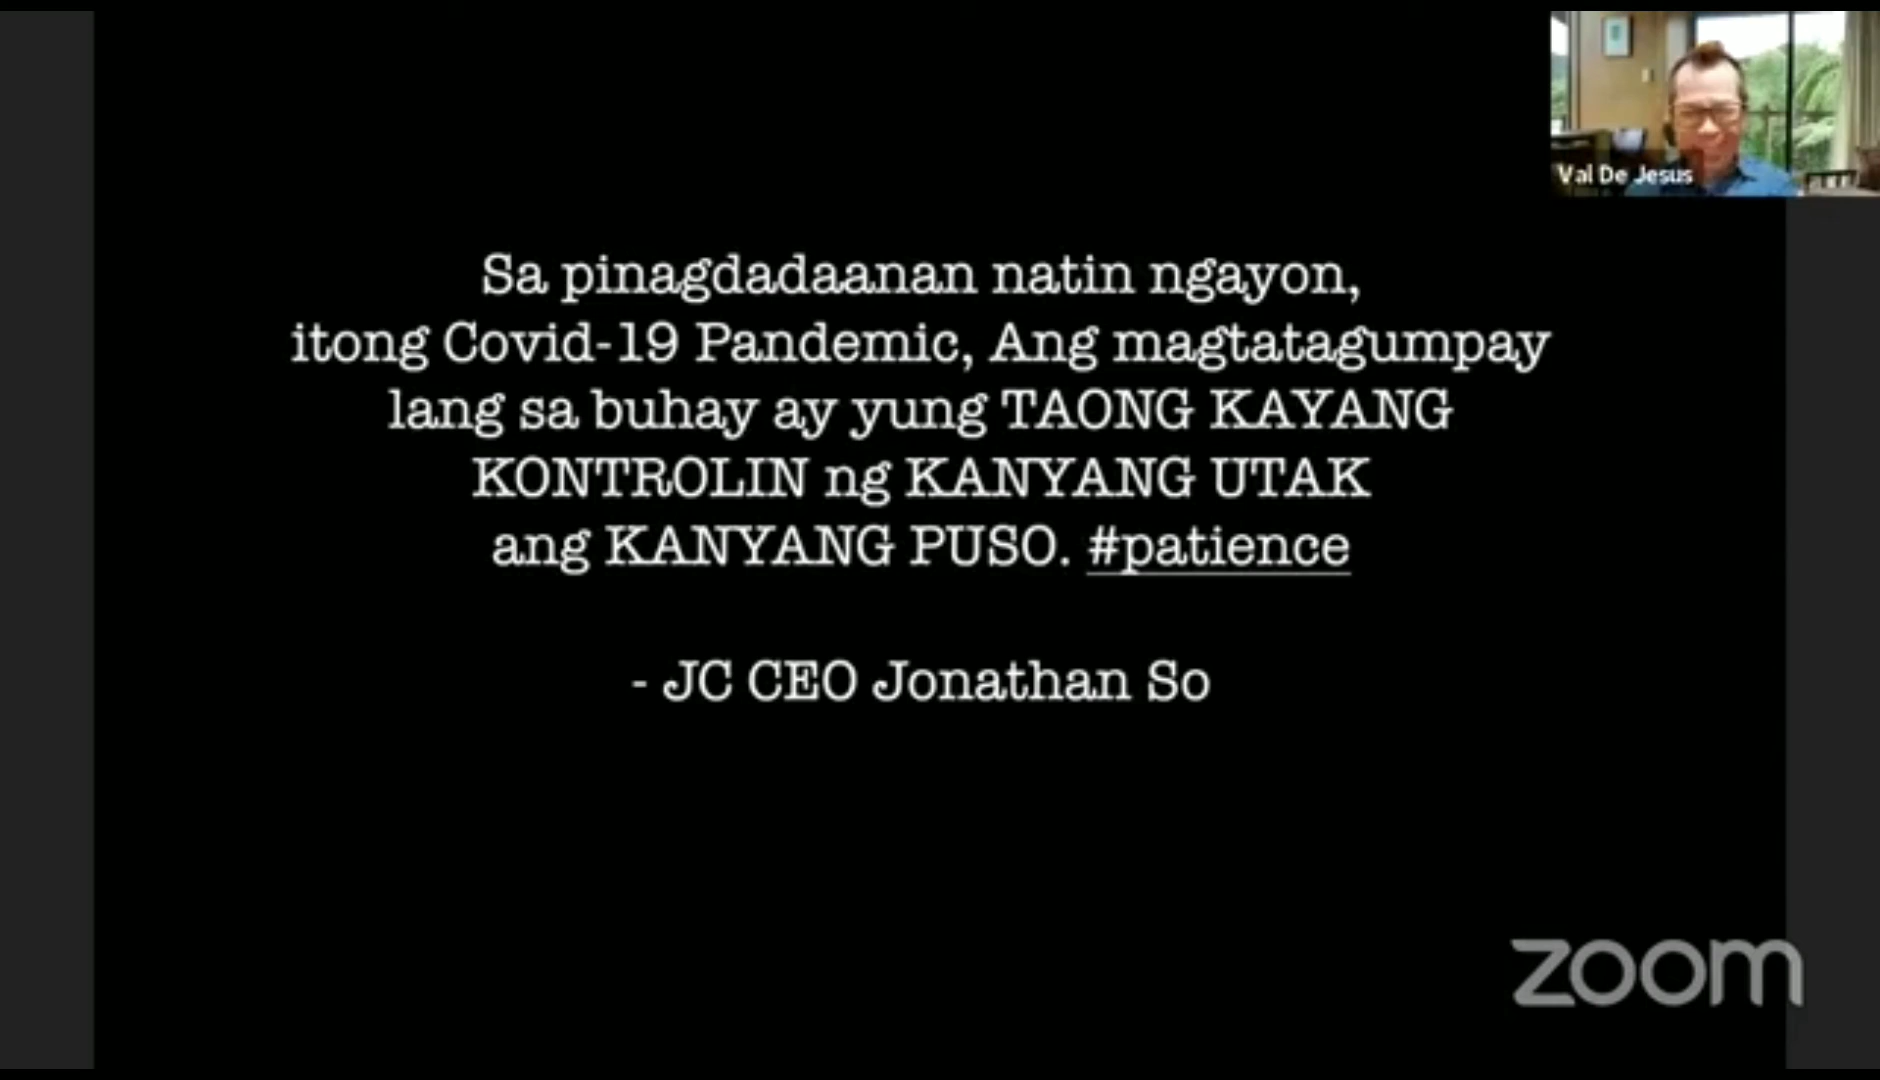 Val De Jesus
Sa pinagdadaanan natin ngayon,
itong Covid-19 Pandemic, Ang magtatagumpay
lang sa buhay ay yung TAONG KAYANG
KONTROLIN ng KANYANG UTAK
ang KANYANG PUSO. #patience
- JC CEO Jonathan So
zoom